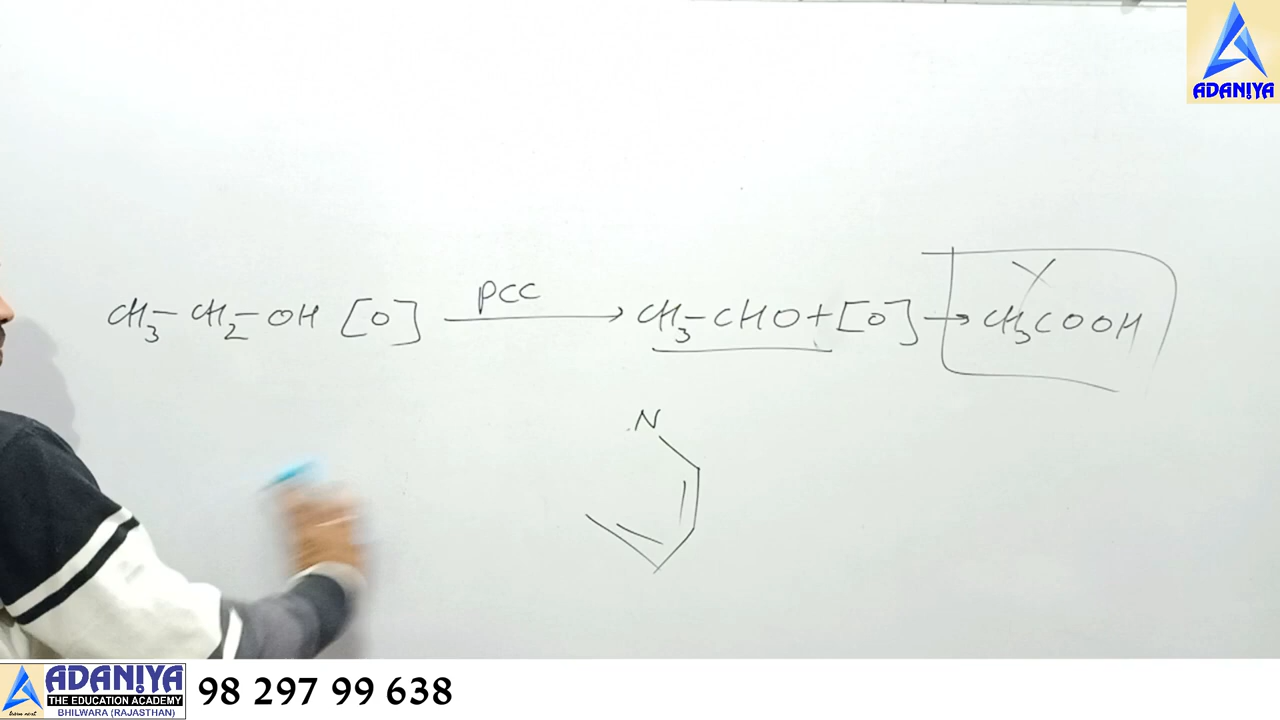 ADANIYA
PCC
CH3-CH2-OH [O] → CH3-CHO+[O] → CH3COOH
N
ADANIYA
THE EDUCATION ACADEMY
BHILWARA (RAJASTHAN)
98 297 99 638